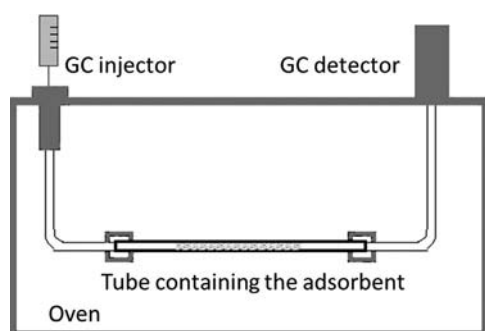 GC injector
GC detector
Tube containing the adsorbent
Oven